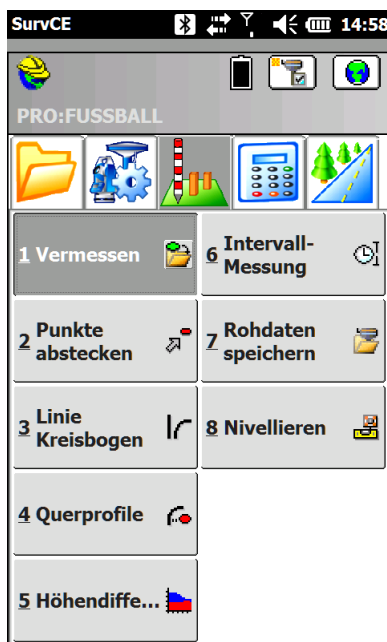 SurvCE 14:58
PRO:FUSSBALL
1 Vermessen
2 Punkte
abstecken
3 Linie
Kreisbogen
4 Querprofile
5 Höhendiffe...
6 Intervall-
Messung
7 Rohdaten
speichern
8 Nivellieren